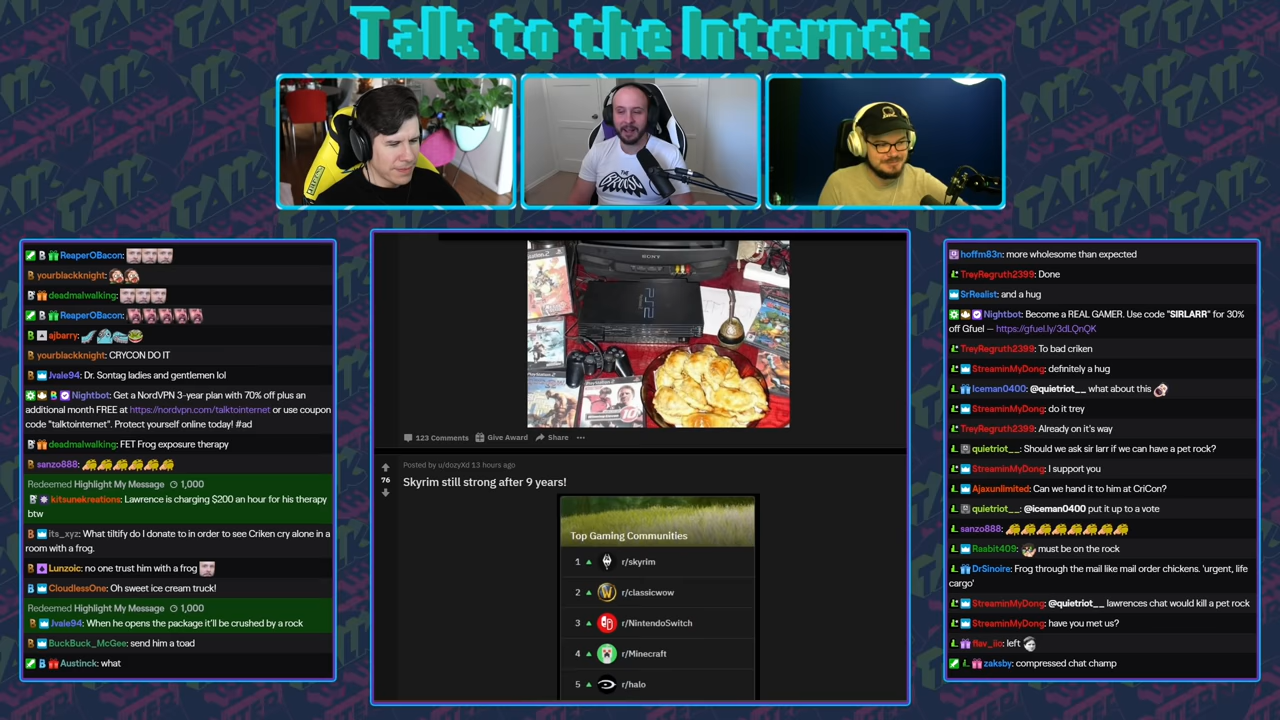 Talk to the Internet
THE
ReaperOBacon:
yourblackknight:
deadmalwalking:
ReaperOBacon:
ajbarry:
yourblackknight: CRYCON DO IT
Jvale94: Dr. Sontag ladies and gentlemen lol
Nightbot: Get a NordVPN 3-year plan with 70% off plus an
additional month FREE at https://nordvpn.com/talktointernet or use coupon
code "talktointernet". Protect yourself online today! #ad
deadmalwalking: FET Frog exposure therapy
sanzo888:
Redeemed Highlight My Message 1,000
kitsunekreations: Lawrence is charging $200 an hour for his therapy
btw
its_xyz: What tiltify do I donate to in order to see Criken cry alone in a
room with a frog.
Lunzoic: no one trust him with a frog
CloudlessOne: Oh sweet ice cream truck!
Redeemed Highlight My Message 1,000
Jvale94: When he opens the package it'll be crushed by a rock
BuckBuck_McGee: send him a toad
Austinck: what
SONY
PlayStation 2
10
123 Comments Give Award Share ...
Posted by u/dozyXd 13 hours ago
76
Skyrim still strong after 9 years!
Top Gaming Communities
1 r/skyrim
2 r/classicwow
3 r/NintendoSwitch
4 r/Minecraft
5 r/halo
hoffm83n: more wholesome than expected
TreyRegruth2399: Done
SrRealist: and a hug
Nightbot: Become a REAL GAMER. Use code "SIRLARR" for 30%
off Gfuel — https://gfuel.ly/3dLQnQK
TreyRegruth2399: To bad criken
StreaminMyDong: definitely a hug
Iceman0400: @quietriot__ what about this
StreaminMyDong: do it trey
TreyRegruth2399: Already on it's way
quietriot__: Should we ask sir larr if we can have a pet rock?
StreaminMyDong: I support you
Ajaxunlimited: Can we hand it to him at CriCon?
quietriot__: @iceman0400 put it up to a vote
sanzo888:
Raabit409: must be on the rock
DrSinoire: Frog through the mail like mail order chickens. 'urgent, life
cargo'
StreaminMyDong: @quietriot__ lawrences chat would kill a pet rock
StreaminMyDong: have you met us?
flav_iio: left
zaksby: compressed chat champ